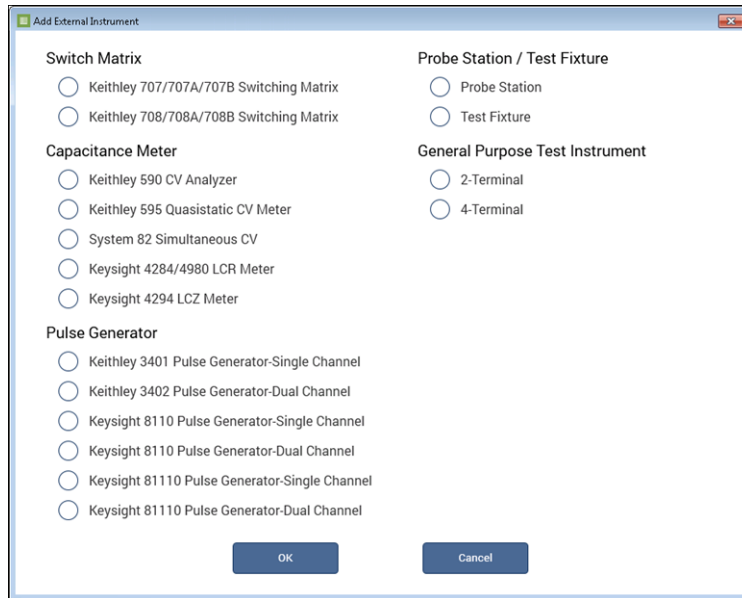 Add External Instrument
Switch Matrix
Keithley 707/707A/707B Switching Matrix
Keithley 708/708A/708B Switching Matrix
Capacitance Meter
Keithley 590 CV Analyzer
Keithley 595 Quasistatic CV Meter
System 82 Simultaneous CV
Keysight 4284/4980 LCR Meter
Keysight 4294 LCZ Meter
Pulse Generator
Keithley 3401 Pulse Generator-Single Channel
Keithley 3402 Pulse Generator-Dual Channel
Keysight 8110 Pulse Generator-Single Channel
Keysight 8110 Pulse Generator-Dual Channel
Keysight 81110 Pulse Generator-Single Channel
Keysight 81110 Pulse Generator-Dual Channel
Probe Station / Test Fixture
Probe Station
Test Fixture
General Purpose Test Instrument
2-Terminal
4-Terminal
OK
Cancel